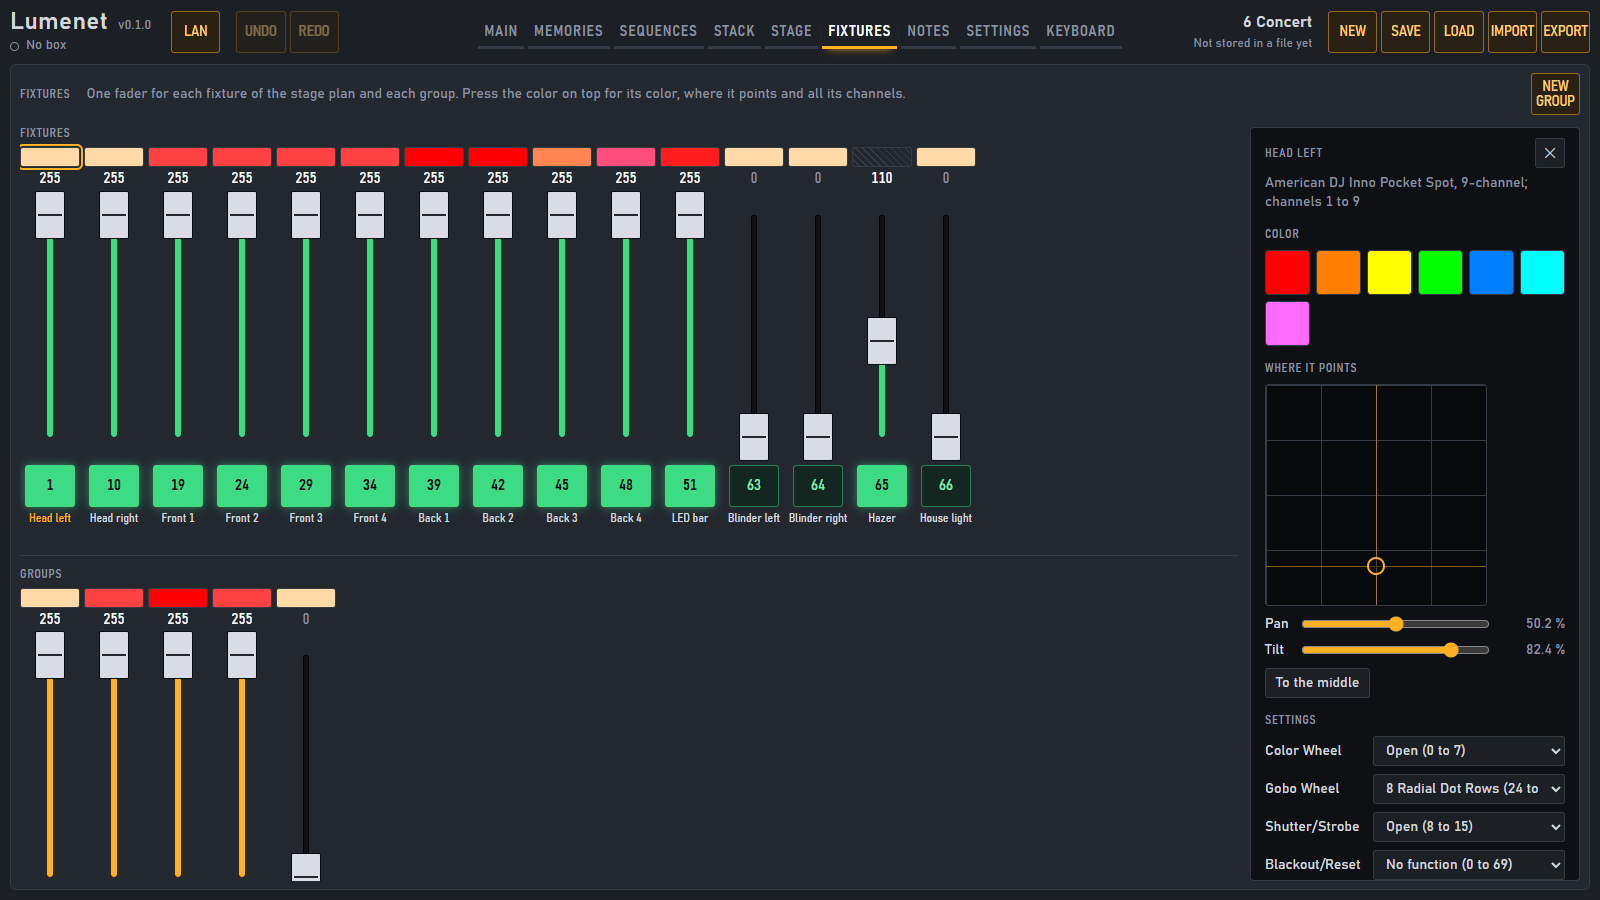 Lumenet v0.1.0
No box
LAN
UNDO REDO
MAIN MEMORIES SEQUENCES STACK STAGE FIXTURES NOTES SETTINGS KEYBOARD
6 Concert
Not stored in a file yet
NEW SAVE LOAD IMPORT EXPORT
FIXTURES One fader for each fixture of the stage plan and each group. Press the color on top for its color, where it points and all its channels.
NEW
GROUP
FIXTURES
255 255 255 255 255 255 255 255 255 255 255 0 0 110 0
1 10 19 24 29 34 39 42 45 48 51 63 64 65 66
Head left Head right Front 1 Front 2 Front 3 Front 4 Back 1 Back 2 Back 3 Back 4 LED bar Blinder left Blinder right Hazer House light
GROUPS
255 255 255 255 0
HEAD LEFT
American DJ Inno Pocket Spot, 9-channel;
channels 1 to 9
COLOR
WHERE IT POINTS
Pan 50.2 %
Tilt 82.4 %
To the middle
SETTINGS
Color Wheel Open (0 to 7)
Gobo Wheel 8 Radial Dot Rows (24 to
Shutter/Strobe Open (8 to 15)
Blackout/Reset No function (0 to 69)